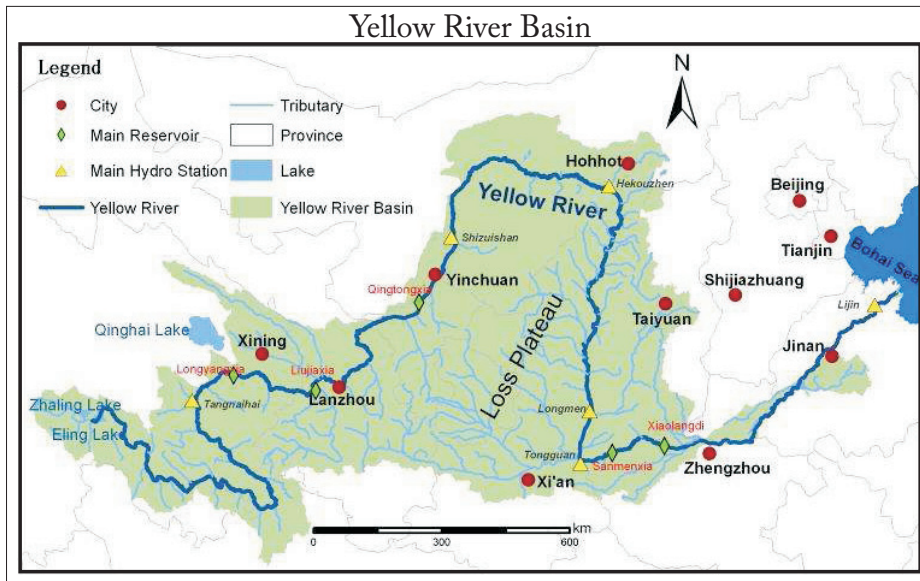 Yellow River Basin
Legend
City
Main Reservoir
Main Hydro Station
Yellow River
Tributary
Province
Lake
Yellow River Basin
N
Hohhot
Hekouzhen
Beijing
Yellow River
Shizuishan
Tianjin
Bohai Sea
Yinchuan
Qingtongxia
Shijiazhuang
Lijin
Taiyuan
Qinghai Lake
Xining
Loss Plateau
Jinan
Longyangxia
Liujiaxia
Lanzhou
Zhaling Lake
Tangnaihai
Longmen
Xiaolangdi
Eling Lake
Tongguan
Sanmenxia
Zhengzhou
Xi'an
km
0 300 600